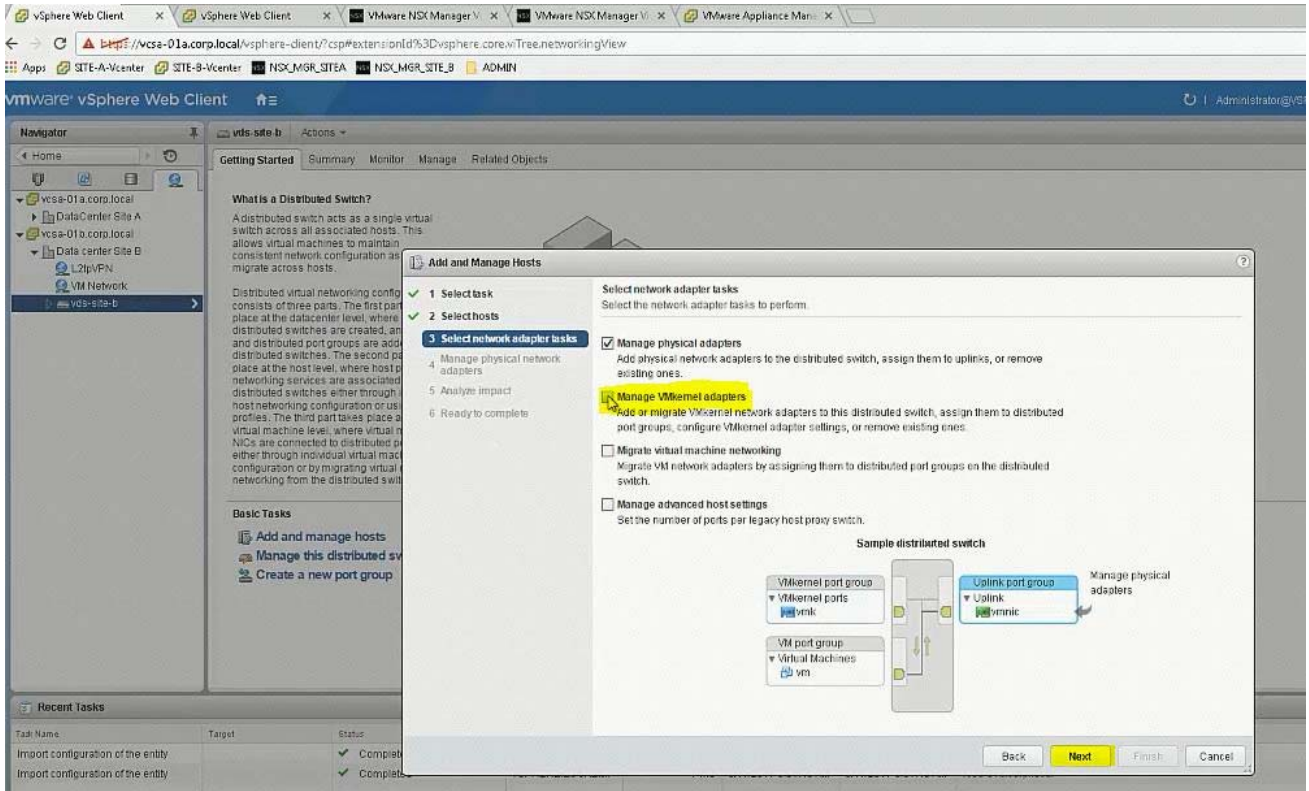 vSphere Web Client
vSphere Web Client
VMware NSX Manager V
VMware NSX Manager Vi
VMware Appliance Man
https://vcsa-01a.corp.local/vsphere-client/?csp#extensionId%3Dvsphere.core.viTree.networkingView
Apps SITE-A-Vcenter SITE-B-Vcenter NSX_MGR_SITEA NSX_MGR_SITE_B ADMIN
vmware® vSphere Web Client
Administrator@VSP
Navigator
Home
vcsa-01a.corp.local
DataCenter Site A
vcsa-01b.corp.local
Data center Site B
L2tpVPN
VM Network
vds-site-b
vds-site-b Actions
Getting Started Summary Monitor Manage Related Objects
What is a Distributed Switch?
A distributed switch acts as a single virtual
switch across all associated hosts. This
allows virtual machines to maintain
consistent network configuration as
migrate across hosts.
Distributed virtual networking config
consists of three parts. The first part
place at the datacenter level, where
distributed switches are created, an
and distributed port groups are adde
distributed switches. The second pa
place at the host level, where host p
networking services are associated
distributed switches either through i
host networking configuration or usi
profiles. The third part takes place a
virtual machine level, where virtual n
NICs are connected to distributed po
either through individual virtual mach
configuration or by migrating virtual
networking from the distributed swit
Basic Tasks
Add and manage hosts
Manage this distributed sw
Create a new port group
Add and Manage Hosts
?
1 Select task
2 Select hosts
3 Select network adapter tasks
4 Manage physical network
adapters
5 Analyze impact
6 Ready to complete
Select network adapter tasks
Select the network adapter tasks to perform.
Manage physical adapters
Add physical network adapters to the distributed switch, assign them to uplinks, or remove
existing ones.
Manage VMkernel adapters
Add or migrate VMkernel network adapters to this distributed switch, assign them to distributed
port groups, configure VMkernel adapter settings, or remove existing ones.
Migrate virtual machine networking
Migrate VM network adapters by assigning them to distributed port groups on the distributed
switch.
Manage advanced host settings
Set the number of ports per legacy host proxy switch.
Sample distributed switch
VMkernel port group
VMkernel ports
vmk
VM port group
Virtual Machines
vm
Uplink port group
Uplink
vmnic
Manage physical
adapters
Back Next Finish Cancel
Recent Tasks
Task Name Target Status
Import configuration of the entity Complet
Import configuration of the entity Complete